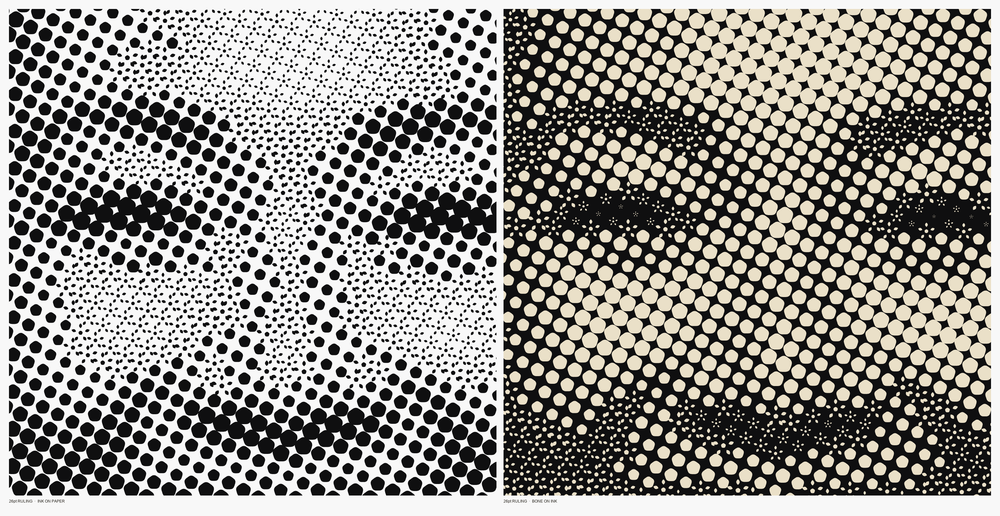 26pt RULING · INK ON PAPER
26pt RULING · BONE ON INK